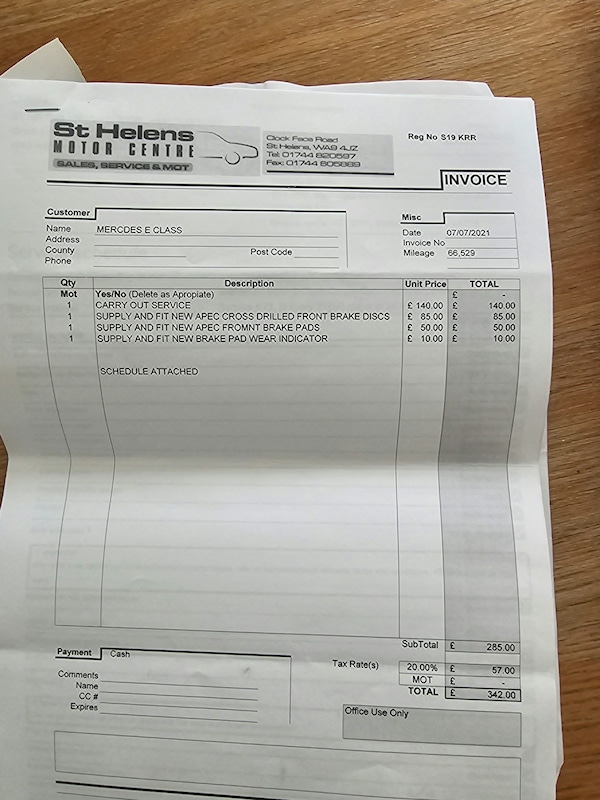 St Helens
MOTOR CENTRE
SALES, SERVICE & MOT
Clock Face Road
St Helens, WA9 4JZ
Tel: 01744 820597
Fax: 01744 605889
Reg No S19 KRR
INVOICE
Customer
Name MERCDES E CLASS
Address
County Post Code
Phone
Misc
Date 07/07/2021
Invoice No
Mileage 66,529
Qty Description Unit Price TOTAL
Mot Yes/No (Delete as Apropiate) £ -
1 CARRY OUT SERVICE £ 140.00 £ 140.00
1 SUPPLY AND FIT NEW APEC CROSS DRILLED FRONT BRAKE DISCS £ 85.00 £ 85.00
1 SUPPLY AND FIT NEW APEC FROMNT BRAKE PADS £ 50.00 £ 50.00
1 SUPPLY AND FIT NEW BRAKE PAD WEAR INDICATOR £ 10.00 £ 10.00
SCHEDULE ATTACHED
SubTotal £ 285.00
Payment Cash
Tax Rate(s) 20.00% £ 57.00
MOT £ -
TOTAL £ 342.00
Comments
Name
CC #
Expires
Office Use Only